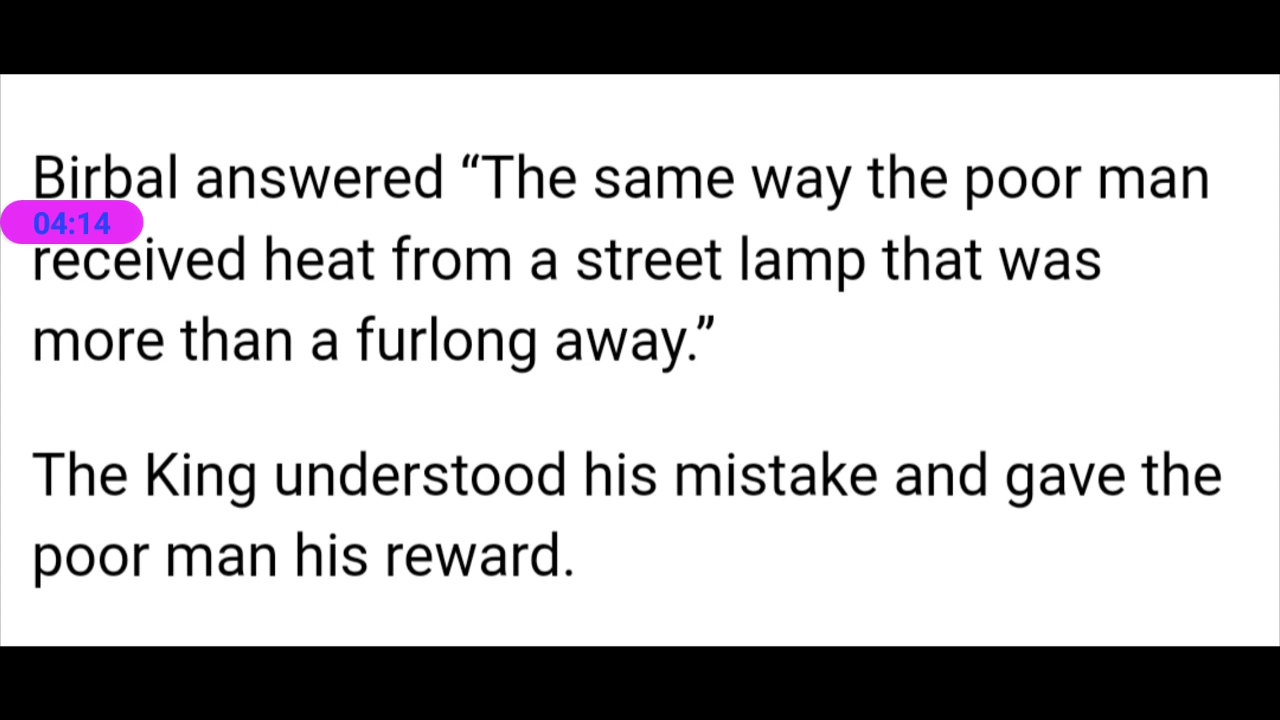 Birbal answered “The same way the poor man
04:14
received heat from a street lamp that was
more than a furlong away.”
The King understood his mistake and gave the
poor man his reward.